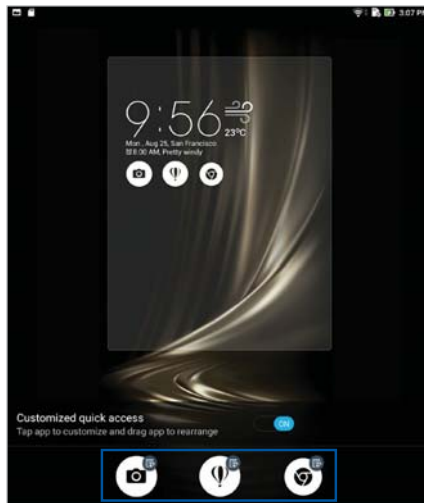 3:07 PM
9:56
23°C
Mon, Aug 25, San Francisco
8:00 AM, Pretty windy
Customized quick access
ON
Tap app to customize and drag app to rearrange